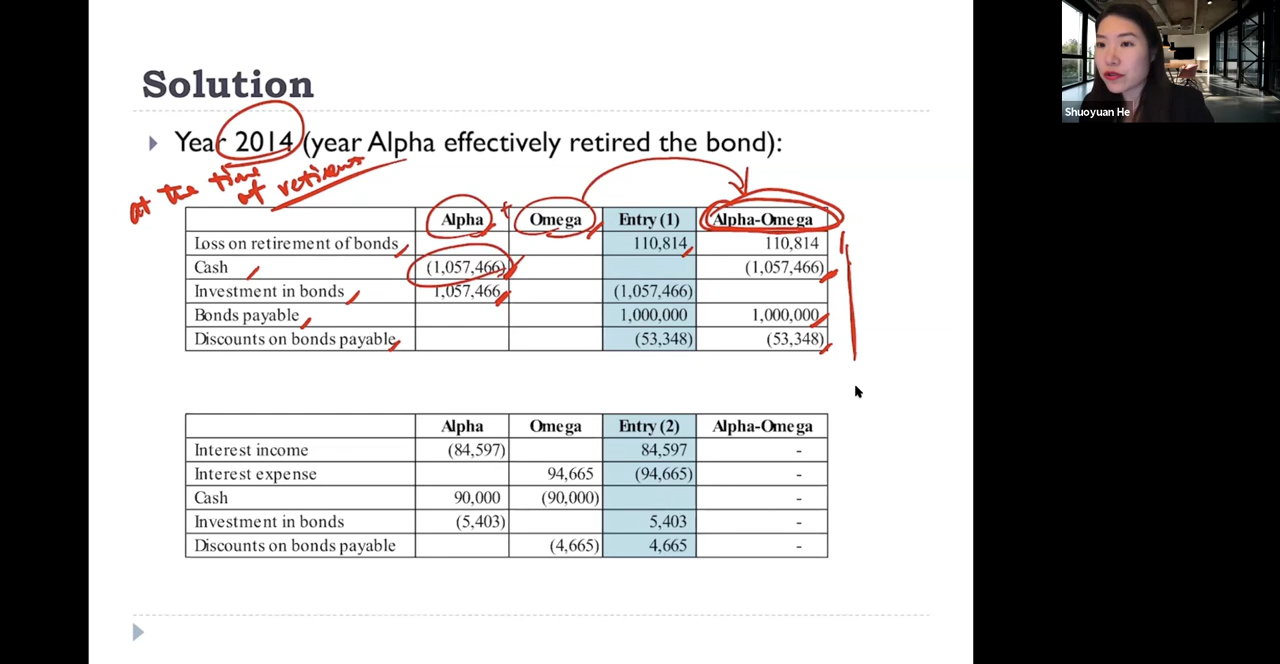 Shuoyuan He
Solution
Year 2014 (year Alpha effectively retired the bond):
at the time
of retirement
Alpha + Omega Entry (1) Alpha-Omega
Loss on retirement of bonds 110,814 110,814
Cash (1,057,466) (1,057,466)
Investment in bonds 1,057,466 (1,057,466)
Bonds payable 1,000,000 1,000,000
Discounts on bonds payable (53,348) (53,348)
Alpha Omega Entry (2) Alpha-Omega
Interest income (84,597) 84,597 -
Interest expense 94,665 (94,665) -
Cash 90,000 (90,000) -
Investment in bonds (5,403) 5,403 -
Discounts on bonds payable (4,665) 4,665 -